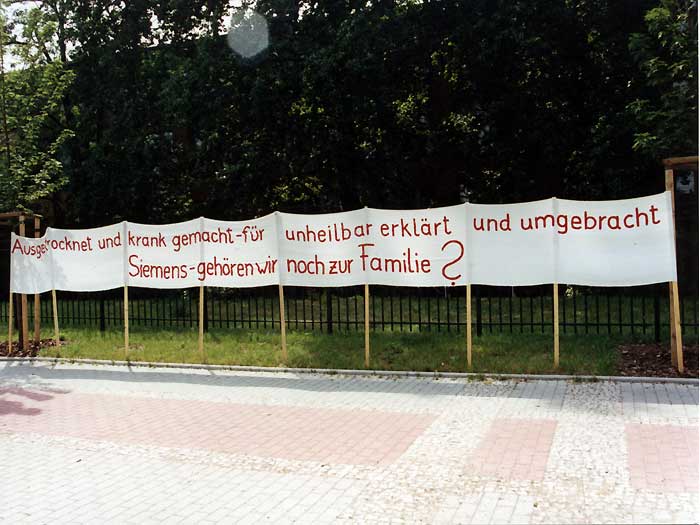 Ausgetrocknet und krank gemacht-für unheilbar erklärt und umgebracht
Siemens-gehören wir noch zur Familie?